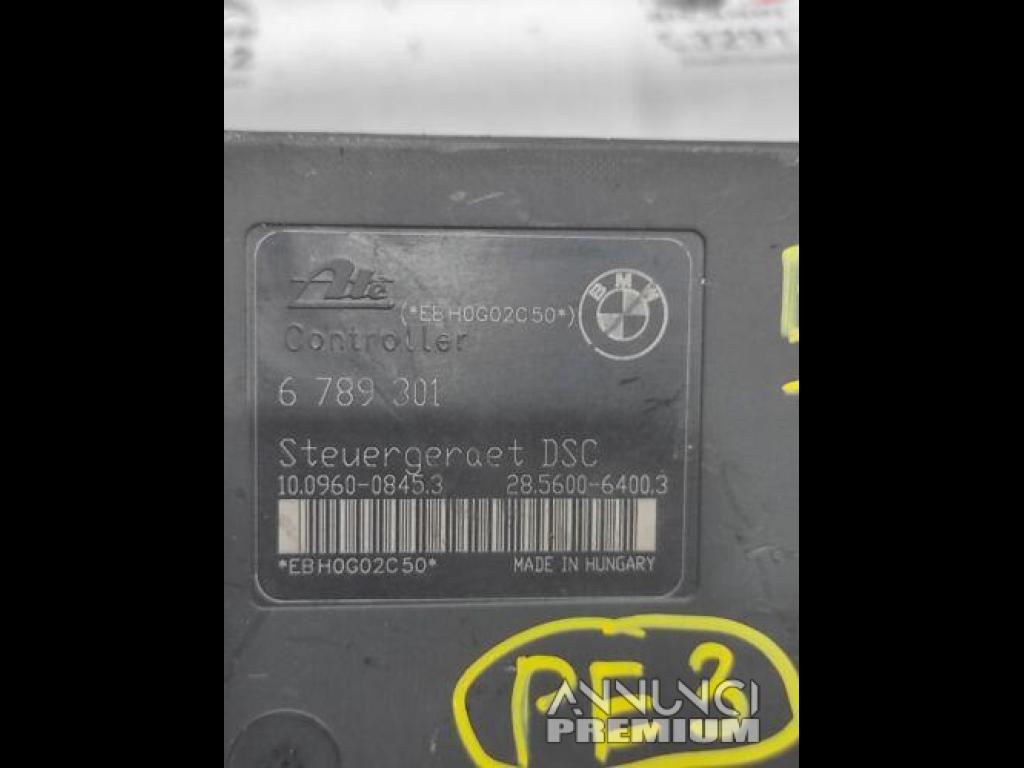 Ate
BMW
(*EBH0G02C50*)
Controller
6 789 301
Steuergeraet DSC
10.0960-0845.3 28.5600-6400.3
*EBH0G02C50*
MADE IN HUNGARY
PE3
ANNUNCI
PREMIUM